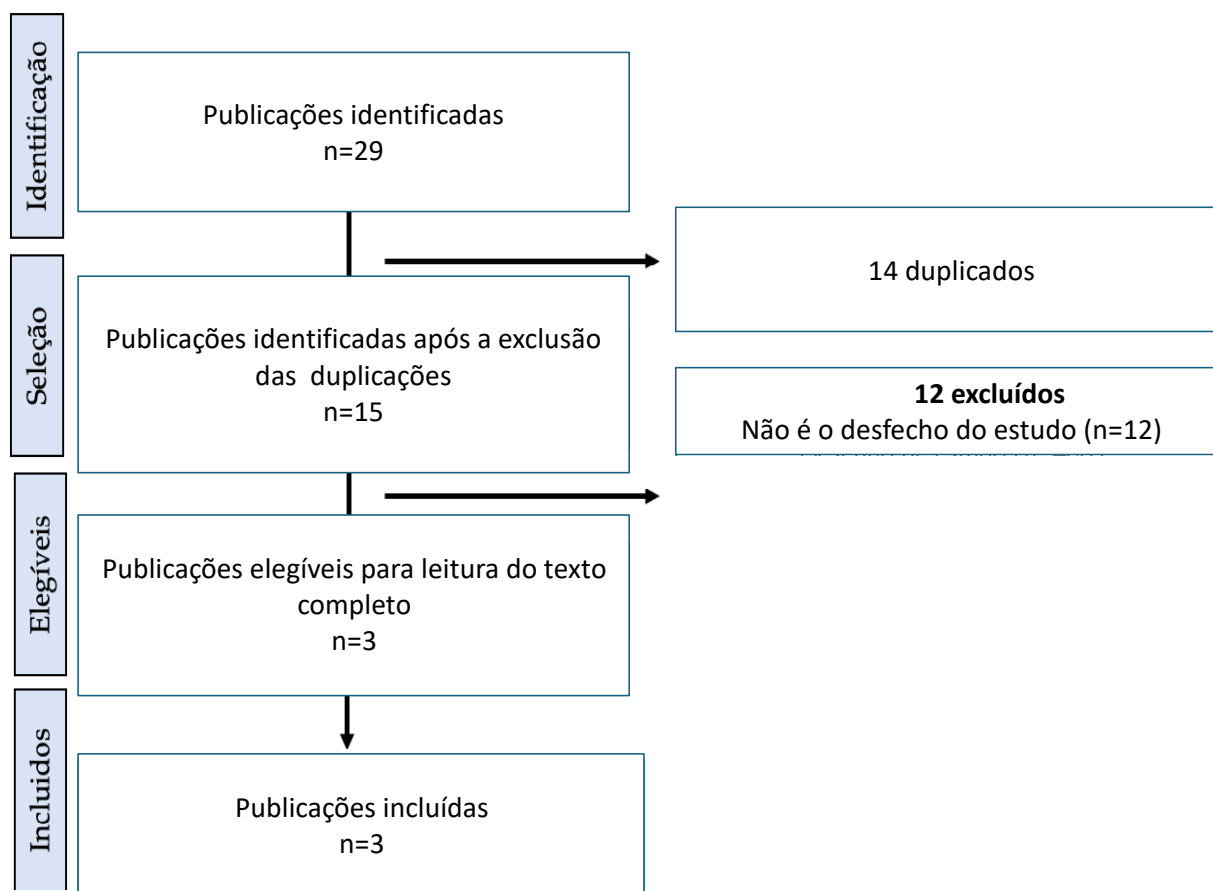 Identificação
Publicações identificadas
n=29
14 duplicados
Seleção
Publicações identificadas após a exclusão
das duplicações
n=15
12 excluídos
Não é o desfecho do estudo (n=12)
Elegíveis
Publicações elegíveis para leitura do texto
completo
n=3
Incluidos
Publicações incluídas
n=3